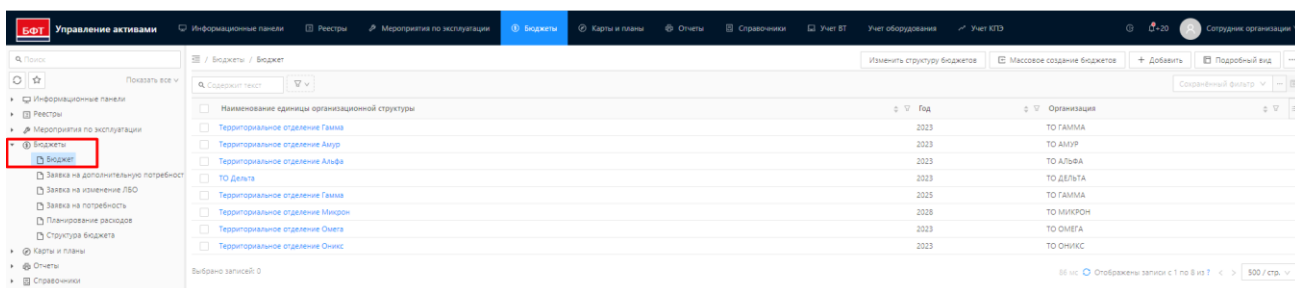 БФТ Управление активами Информационные панели Реестры Мероприятия по эксплуатации Бюджеты Карты и планы Отчеты Справочники Учет ВТ Учет оборудования Учет КПЭ +20 Сотрудник организации
Поиск / Бюджеты / Бюджет Изменить структуру бюджетов Массовое создание бюджетов + Добавить Подробный вид ...
Показать все Содержит текст Сохранённый фильтр ...
Информационные панели Наименование единицы организационной структуры Год Организация
Реестры Территориальное отделение Гамма 2023 ТО ГАММА
Мероприятия по эксплуатации Территориальное отделение Амур 2023 ТО АМУР
Бюджеты
Бюджет Территориальное отделение Альфа 2023 ТО АЛЬФА
Заявка на дополнительную потребност ТО Дельта 2023 ТО ДЕЛЬТА
Заявка на изменение ЛБО Территориальное отделение Гамма 2025 ТО ГАММА
Заявка на потребность Территориальное отделение Микрон 2028 ТО МИКРОН
Планирование расходов Территориальное отделение Омега 2023 ТО ОМЕГА
Структура бюджета Территориальное отделение Оникс 2023 ТО ОНИКС
Карты и планы
Отчеты Выбрано записей: 0 Отображены записи с 1 по 8 из ? < > 500 / стр.
Справочники